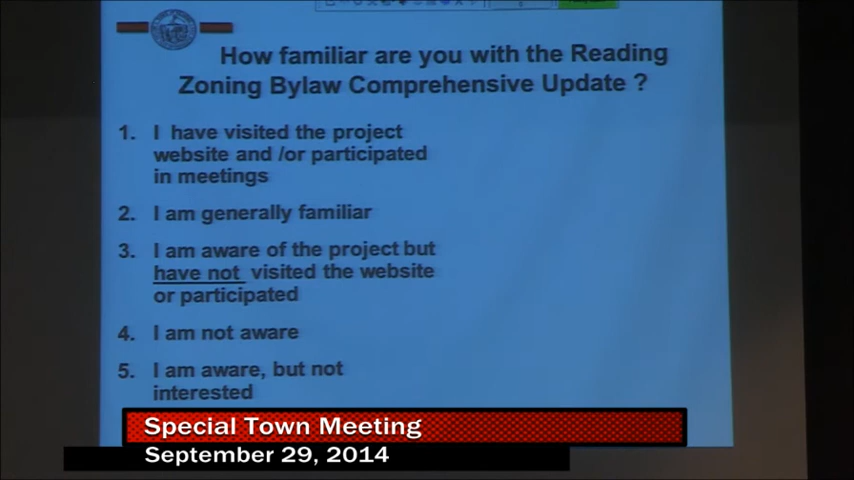 How familiar are you with the Reading
Zoning Bylaw Comprehensive Update ?
1. I have visited the project
website and /or participated
in meetings
2. I am generally familiar
3. I am aware of the project but
have not visited the website
or participated
4. I am not aware
5. I am aware, but not
interested
Special Town Meeting
September 29, 2014